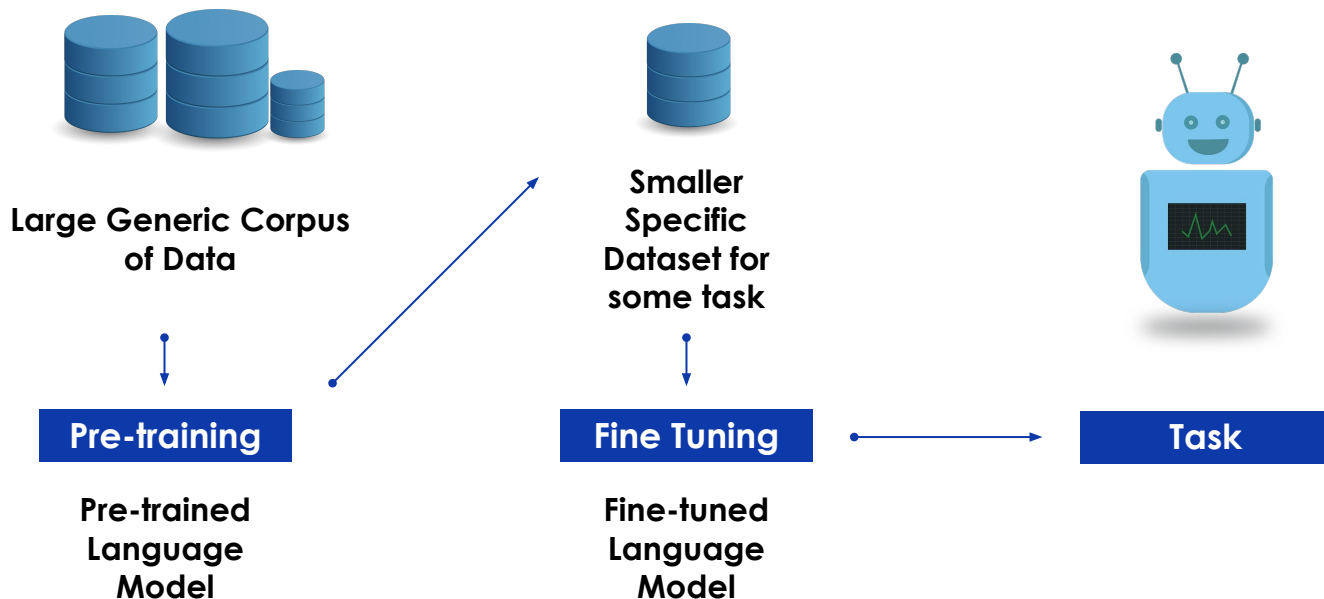 Large Generic Corpus
of Data
Pre-training
Pre-trained
Language
Model
Smaller
Specific
Dataset for
some task
Fine Tuning
Fine-tuned
Language
Model
Task